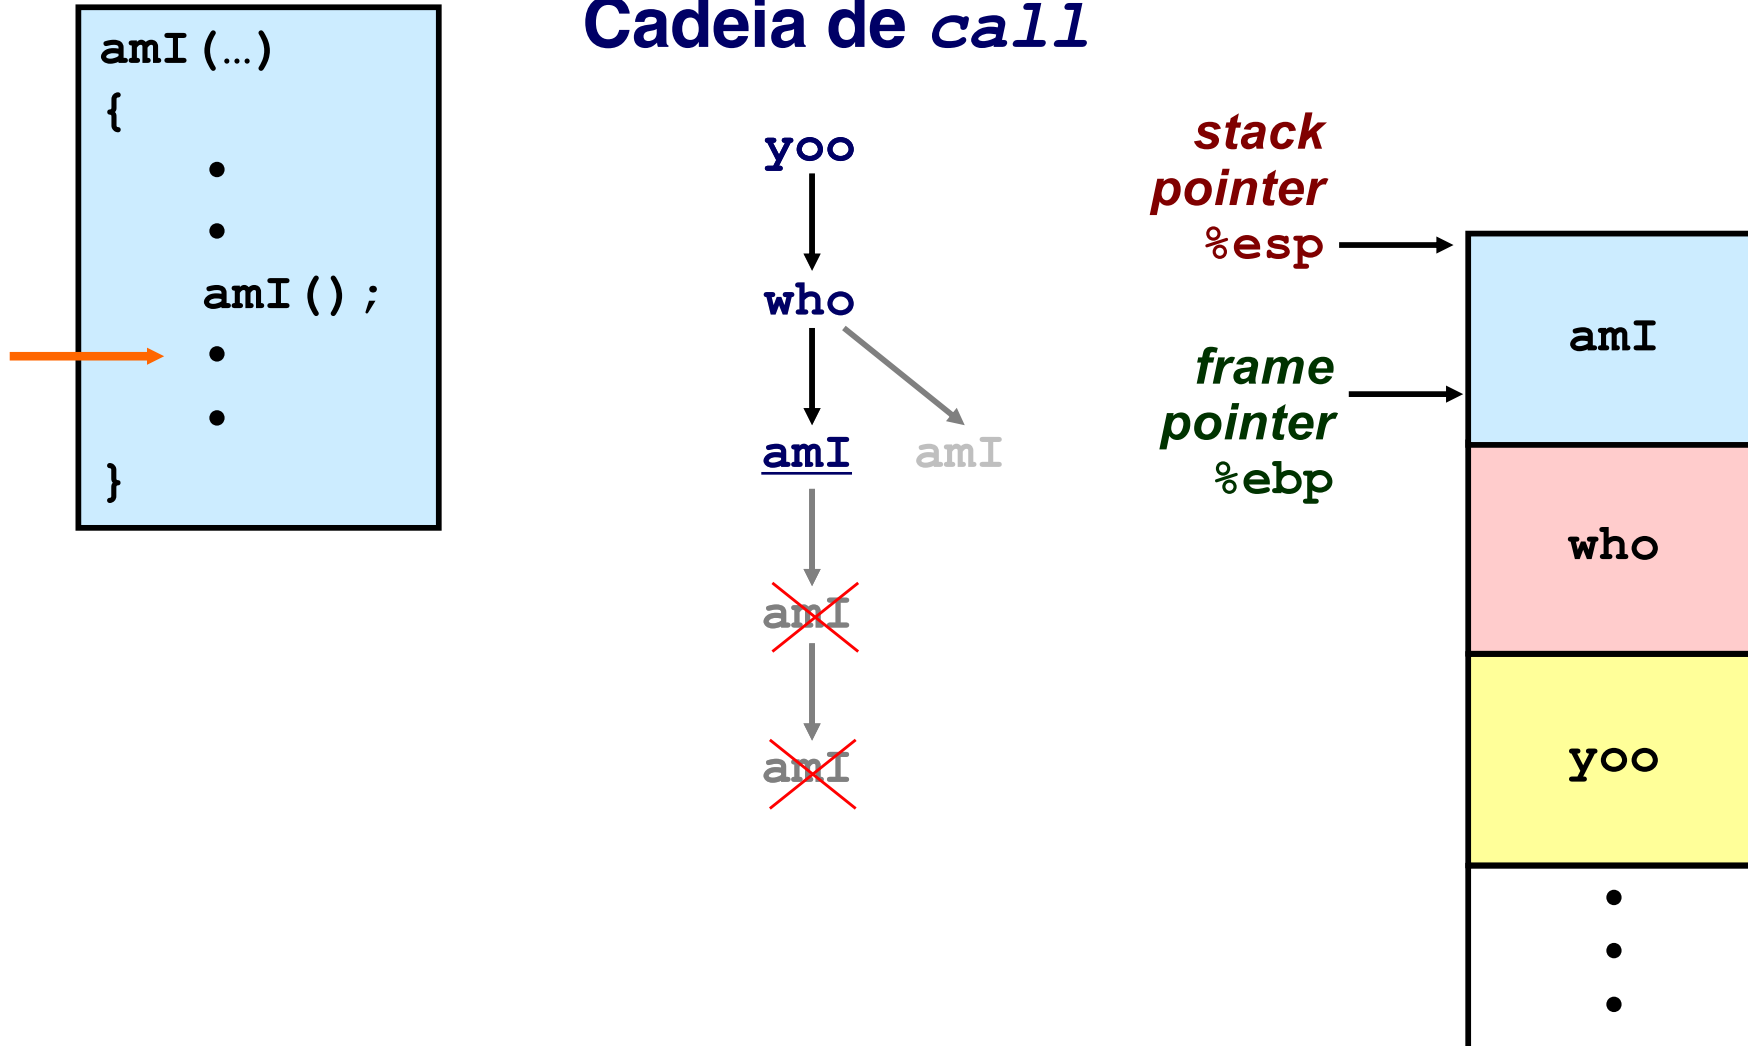 Cadeia de call
amI(…)
{
•
•
amI();
•
•
}
yoo
who
amI amI
amI
amI
stack
pointer
%esp
frame
pointer
%ebp
amI
who
yoo
•
•
•